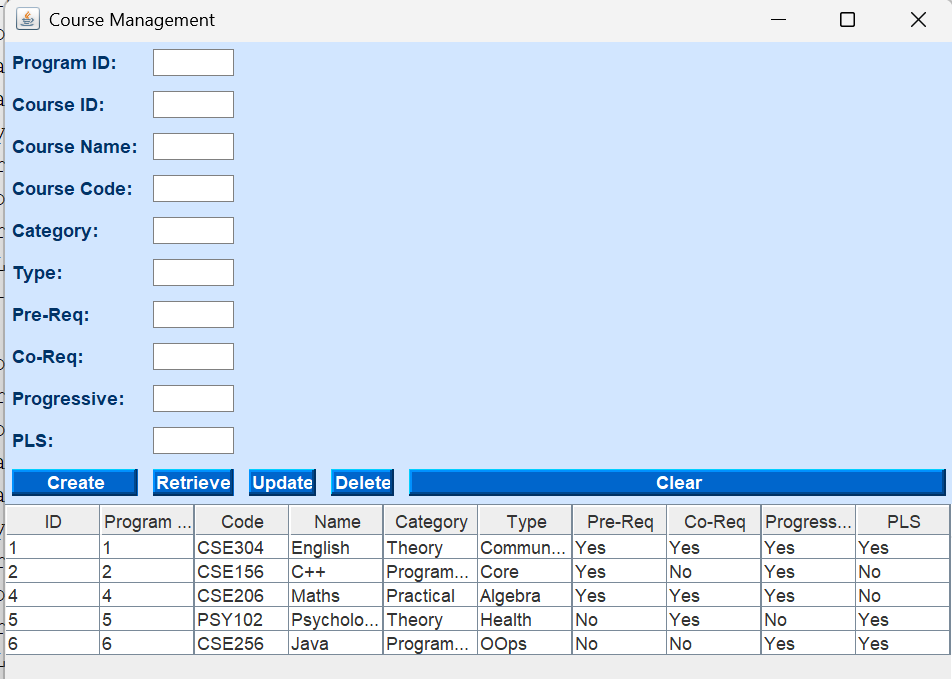 Course Management
Program ID:
Course ID:
Course Name:
Course Code:
Category:
Type:
Pre-Req:
Co-Req:
Progressive:
PLS:
Create Retrieve Update Delete Clear
ID Program ... Code Name Category Type Pre-Req Co-Req Progress... PLS
1 1 CSE304 English Theory Commun... Yes Yes Yes Yes
2 2 CSE156 C++ Program... Core Yes No Yes No
4 4 CSE206 Maths Practical Algebra Yes Yes Yes No
5 5 PSY102 Psycholo... Theory Health No Yes No Yes
6 6 CSE256 Java Program... OOps No No Yes Yes